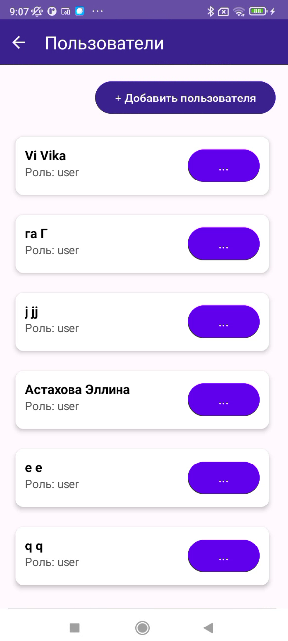 9:07
Пользователи
+ Добавить пользователя
Vi Vika
Роль: user
...
га Г
Роль: user
...
j jj
Роль: user
...
Астахова Эллина
Роль: user
...
e e
Роль: user
...
q q
Роль: user
...